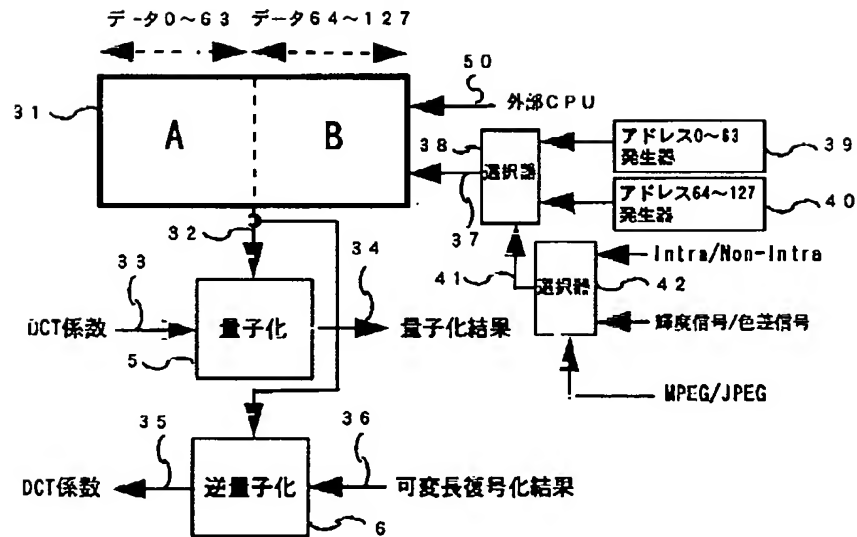 データ0~63 データ64~127
50
外部CPU
31
A
B
38
選択器
アドレス0~63
発生器
39
アドレス64~127
発生器
40
37
32
41
選択器
42
Intra/Non-Intra
輝度信号/色差信号
MPEG/JPEG
33
34
DCT係数
量子化
量子化結果
5
35
36
DCT係数
逆量子化
可変長復号化結果
6